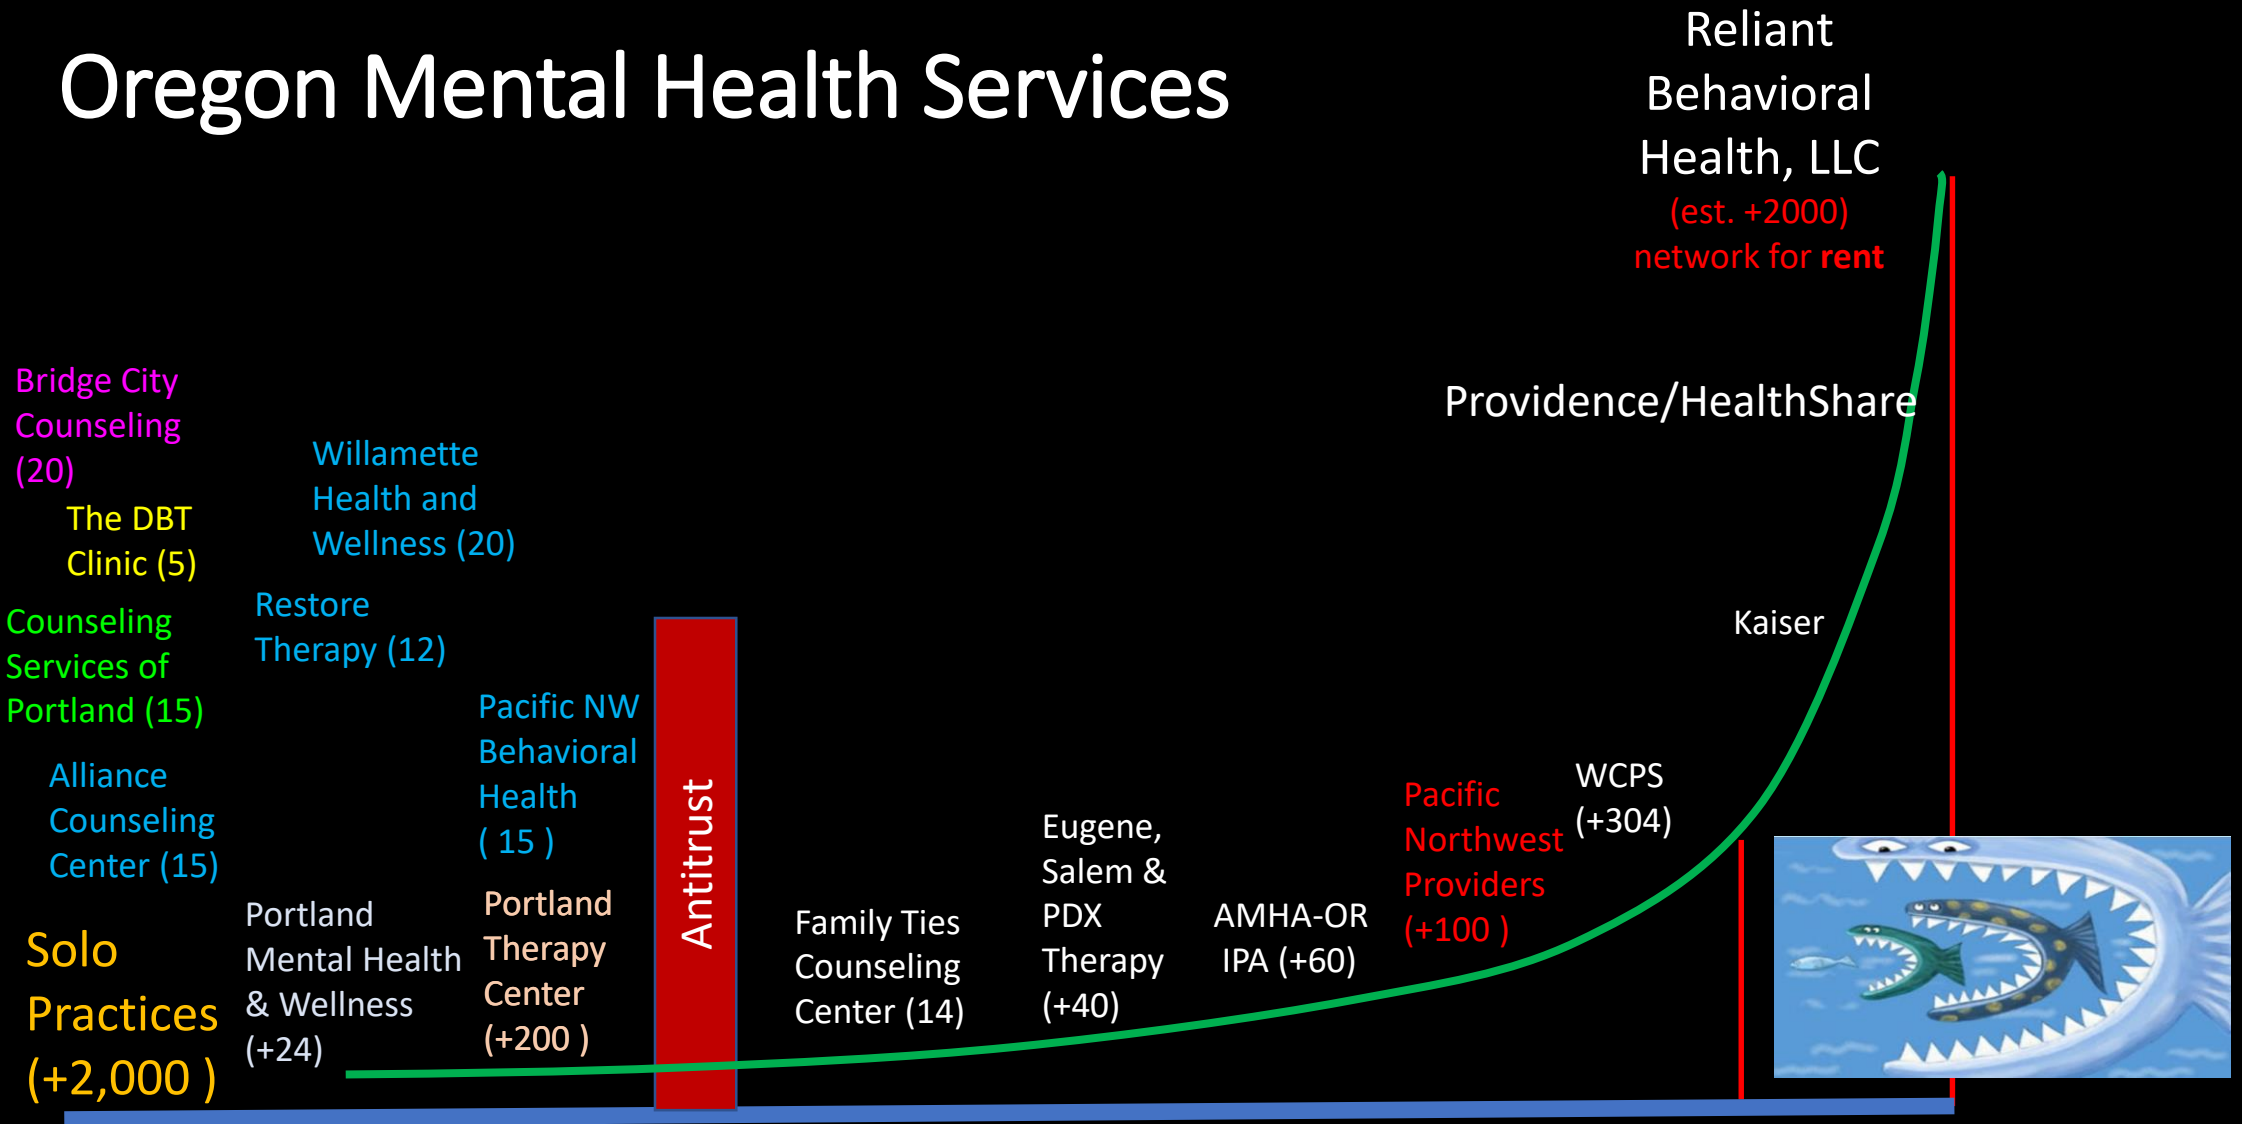 Oregon Mental Health Services
Reliant
Behavioral
Health, LLC
(est. +2000)
network for rent
Providence/HealthShare
Bridge City
Counseling
(20)
Willamette
Health and
Wellness (20)
The DBT
Clinic (5)
Restore
Therapy (12)
Counseling
Services of
Portland (15)
Kaiser
Pacific NW
Behavioral
Health
( 15 )
Alliance
Counseling
Center (15)
Antitrust
WCPS
(+304)
Pacific
Northwest
Providers
(+100 )
Eugene,
Salem &
PDX
Therapy
(+40)
Portland
Therapy
Center
(+200 )
Portland
Mental Health
& Wellness
(+24)
Family Ties
Counseling
Center (14)
AMHA-OR
IPA (+60)
Solo
Practices
(+2,000 )